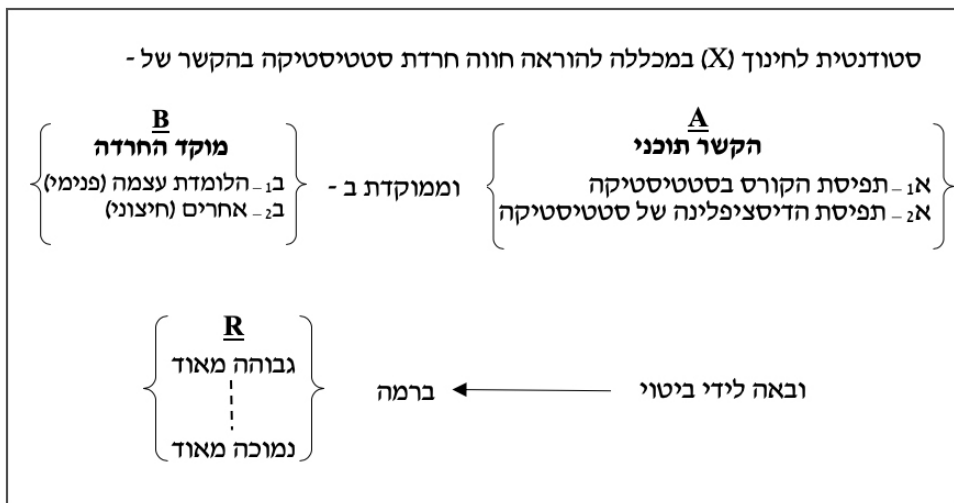 סטודנטית לחינוך (X) במכללה להוראה חווה חרדת סטטיסטיקה בהקשר של -
A
הקשר תוכני
א1 – תפיסת הקורס בסטטיסטיקה
א2 – תפיסת הדיסציפלינה של סטטיסטיקה
וממוקדת ב -
B
מוקד החרדה
ב1 – הלומדת עצמה (פנימי)
ב2 – אחרים (חיצוני)
ובאה לידי ביטוי
ברמה
R
גבוהה מאוד
נמוכה מאוד